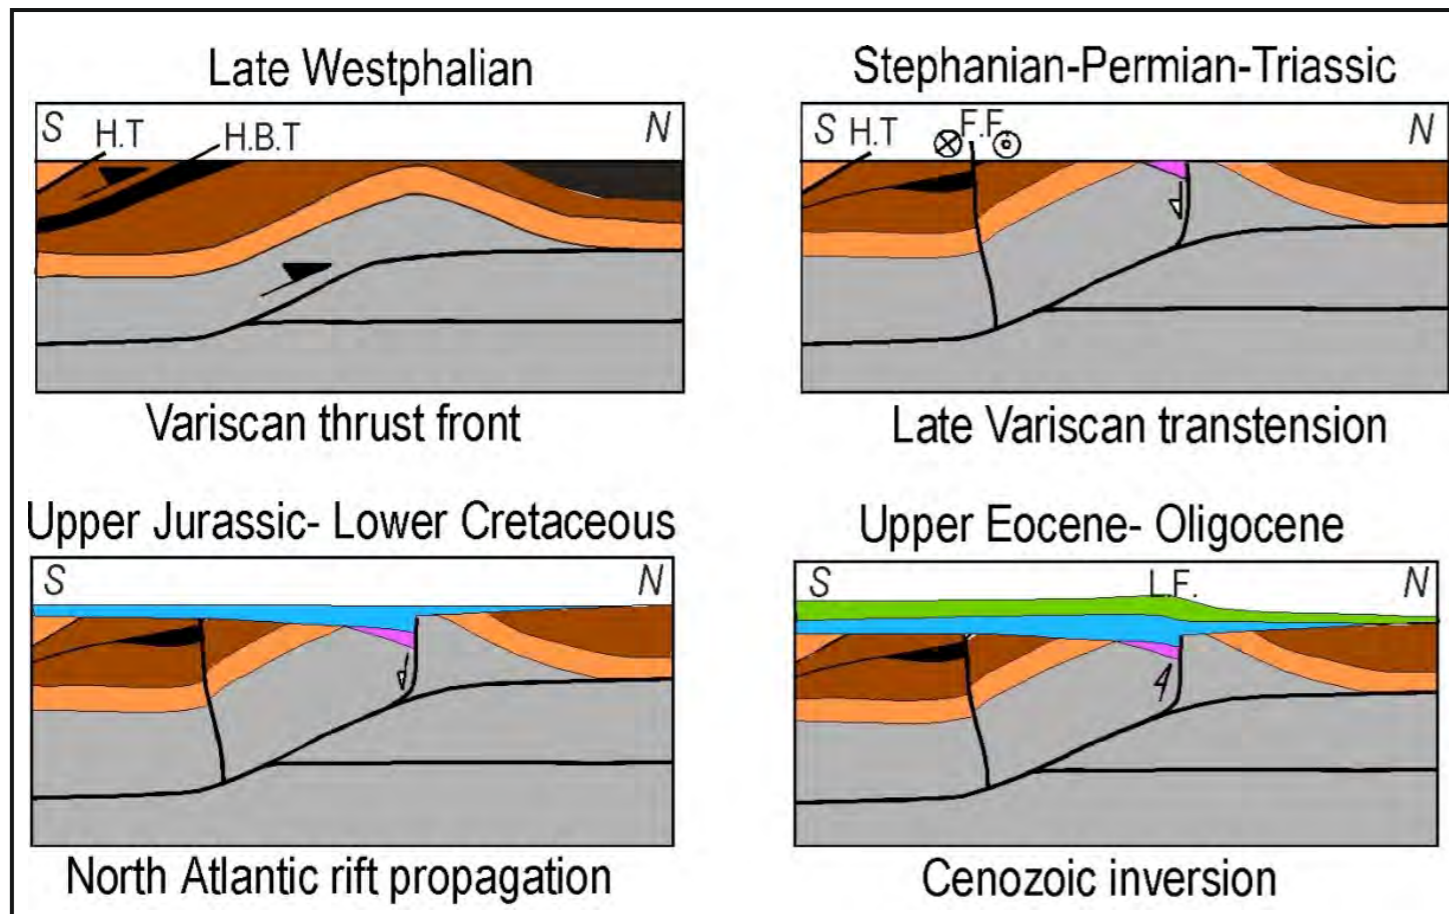 Late Westphalian
S H.T H.B.T N
Variscan thrust front
Stephanian-Permian-Triassic
S H.T F.F. N
Late Variscan transtension
Upper Jurassic- Lower Cretaceous
S N
North Atlantic rift propagation
Upper Eocene- Oligocene
S L.F. N
Cenozoic inversion